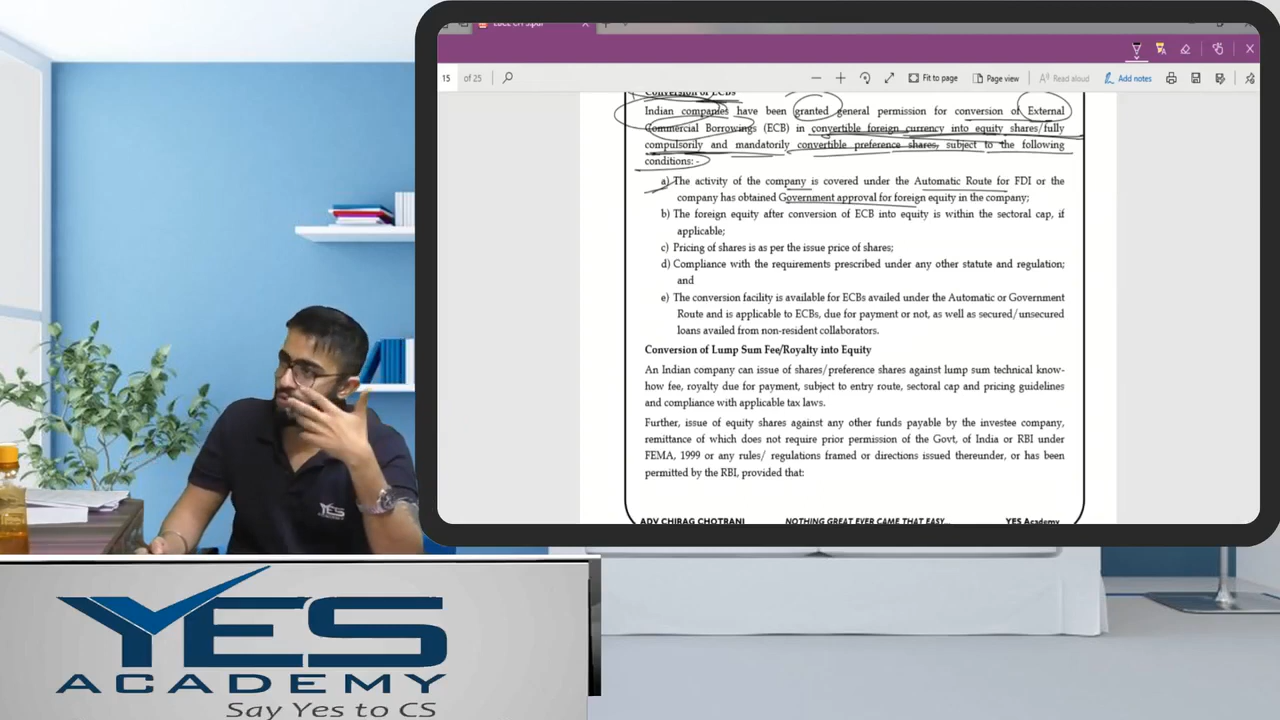 15 of 25
Fit to page
Page view
Read aloud
Add notes
Conversion of ECBs
Indian companies have been granted general permission for conversion of External
Commercial Borrowings (ECB) in convertible foreign currency into equity shares/fully
compulsorily and mandatorily convertible preference shares, subject to the following
conditions: -
a) The activity of the company is covered under the Automatic Route for FDI or the
company has obtained Government approval for foreign equity in the company;
b) The foreign equity after conversion of ECB into equity is within the sectoral cap, if
applicable;
c) Pricing of shares is as per the issue price of shares;
d) Compliance with the requirements prescribed under any other statute and regulation;
and
e) The conversion facility is available for ECBs availed under the Automatic or Government
Route and is applicable to ECBs, due for payment or not, as well as secured/unsecured
loans availed from non-resident collaborators.
Conversion of Lump Sum Fee/Royalty into Equity
An Indian company can issue of shares/preference shares against lump sum technical know-
how fee, royalty due for payment, subject to entry route, sectoral cap and pricing guidelines
and compliance with applicable tax laws.
Further, issue of equity shares against any other funds payable by the investee company,
remittance of which does not require prior permission of the Govt, of India or RBI under
FEMA, 1999 or any rules/ regulations framed or directions issued thereunder, or has been
permitted by the RBI, provided that:
ADV CHIRAG CHOTRANI NOTHING GREAT EVER CAME THAT EASY... YES Academy
YES
ACADEMY
YES
ACADEMY
Say Yes to CS